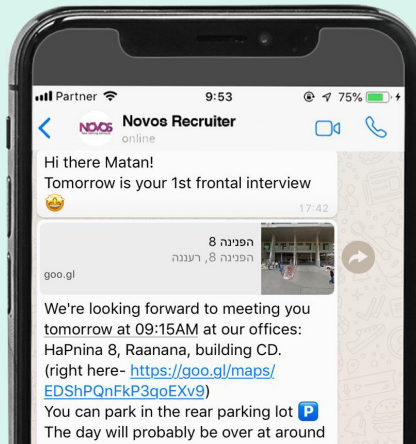 Partner
9:53
75%
NOVOS
Novos Recruiter
online
Hi there Matan!
Tomorrow is your 1st frontal interview
🤩
17:42
הפנינה 8
הפנינה 8, רעננה
goo.gl
We're looking forward to meeting you
tomorrow at 09:15AM at our offices:
HaPnina 8, Raanana, building CD.
(right here- https://goo.gl/maps/
EDShPQnFkP3qoEXv9)
You can park in the rear parking lot 🅿️
The day will probably be over at around